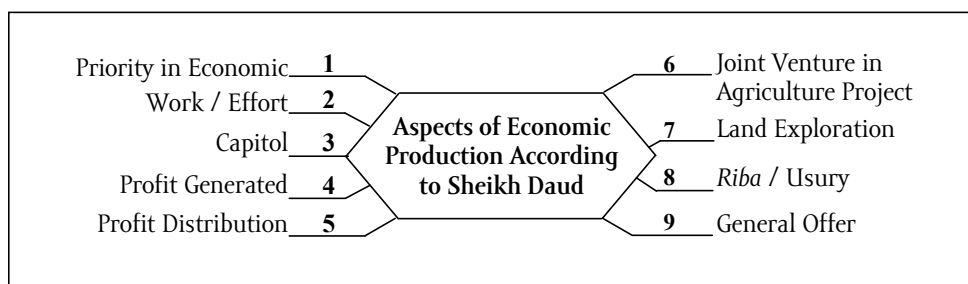 Priority in Economic 1
Work / Effort 2
Capitol 3
Profit Generated 4
Profit Distribution 5
Aspects of Economic
Production According
to Sheikh Daud
6 Joint Venture in
Agriculture Project
7 Land Exploration
8 Riba / Usury
9 General Offer